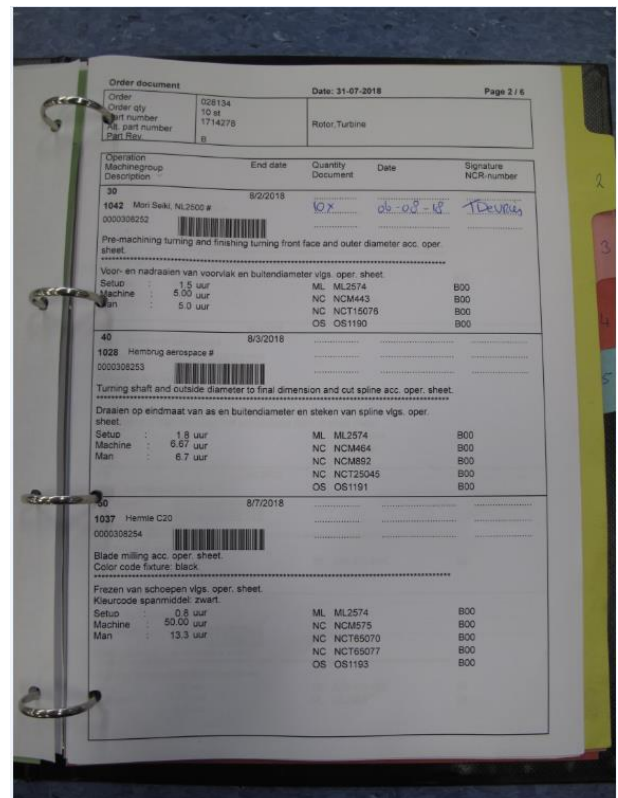 Order document Date: 31-07-2018 Page 2 / 6
Order 028134
Order qty 10 st
Part number 1714278 Rotor,Turbine
Alt. part number
Part Rev. B
Operation
Machinegroup End date Quantity Date Signature
Description Document NCR-number
30 8/2/2018
1042 Mori Seiki, NL2500 # 10x 06-08-18 TDeVries
0000308252
Pre-machining turning and finishing turning front face and outer diameter acc. oper.
sheet.
Voor- en nadraaien van voorvlak en buitendiameter vlgs. oper. sheet.
Setup : 1.5 uur ML ML2574 B00
Machine : 5.00 uur NC NCM443 B00
Man : 5.0 uur NC NCT15076 B00
OS OS1190 B00
40 8/3/2018
1028 Hembrug aerospace #
0000308253
Turning shaft and outside diameter to final dimension and cut spline acc. oper. sheet.
Draaien op eindmaat van as en buitendiameter en steken van spline vlgs. oper.
sheet.
Setup : 1.8 uur ML ML2574 B00
Machine : 6.67 uur NC NCM464 B00
Man : 6.7 uur NC NCM892 B00
NC NCT25045 B00
OS OS1191 B00
8/7/2018
1037 Hermle C20
0000308254
Blade milling acc. oper. sheet.
Color code fixture: black
Frezen van schoepen vlgs. oper. sheet.
Kleurcode spanmiddel: zwart.
Setup : 0.8 uur ML ML2574 B00
Machine : 50.00 uur NC NCM575 B00
Man : 13.3 uur NC NCT65070 B00
NC NCT65077 B00
OS OS1193 B00
2
3
4
5